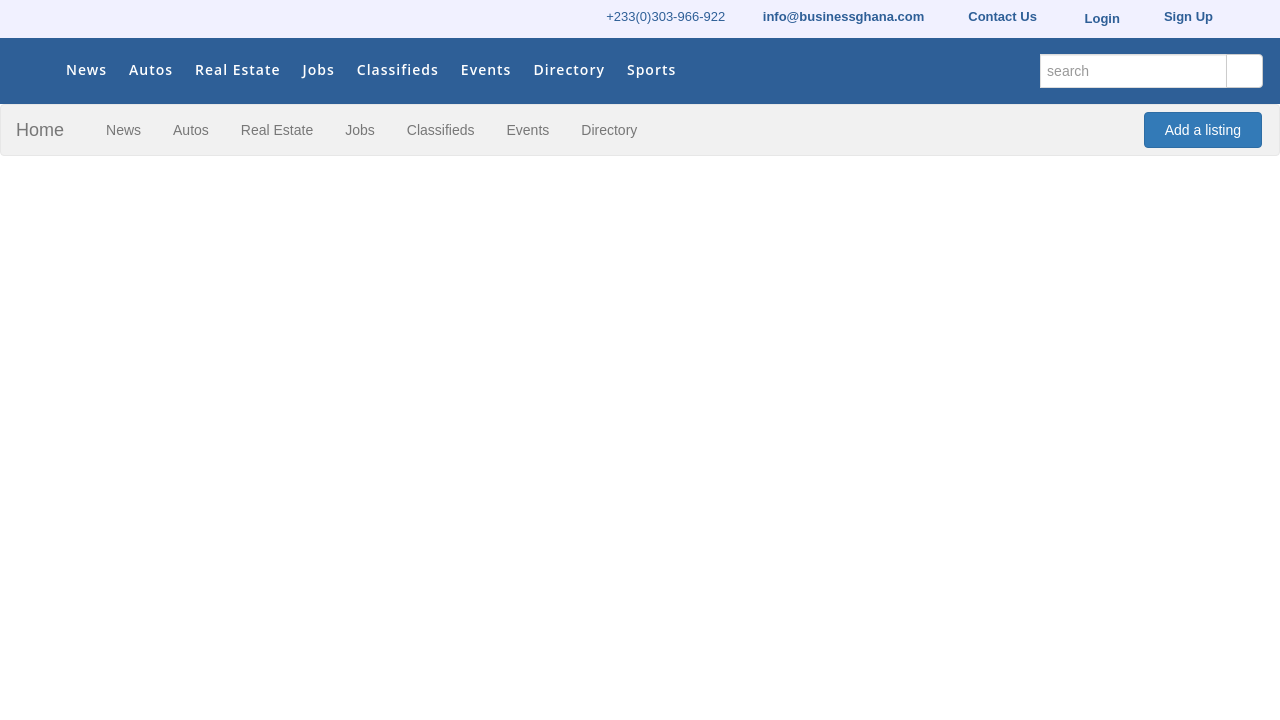 +233(0)303-966-922 info@businessghana.com Contact Us Login Sign Up
News Autos Real Estate Jobs Classifieds Events Directory Sports search
Home News Autos Real Estate Jobs Classifieds Events Directory Add a listing